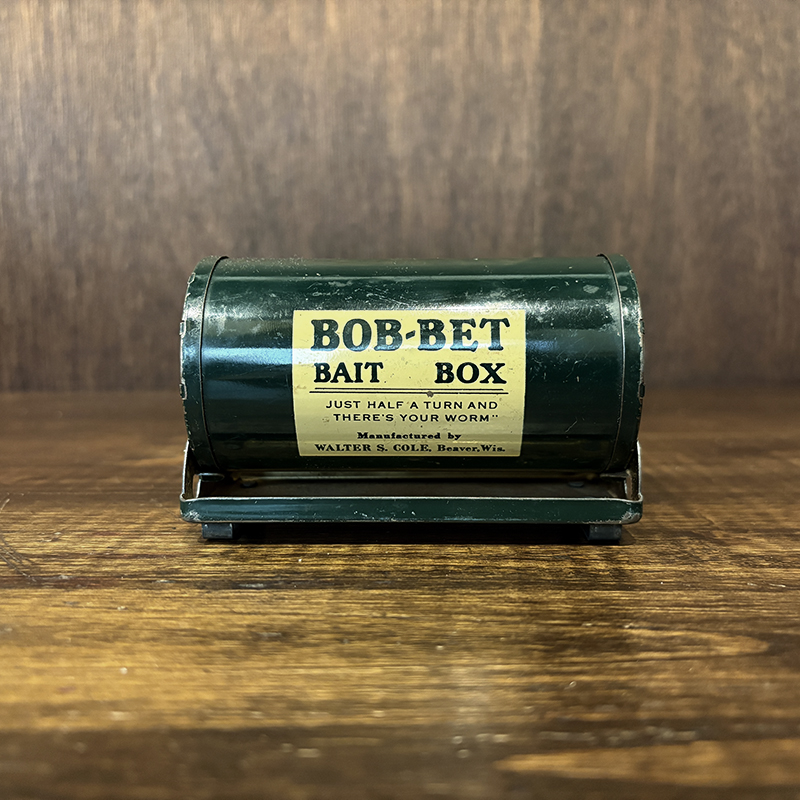 BOB-BET
BAIT BOX
JUST HALF A TURN AND
THERE'S YOUR WORM"
Manufactured by
WALTER S. COLE, Beaver, Wis.